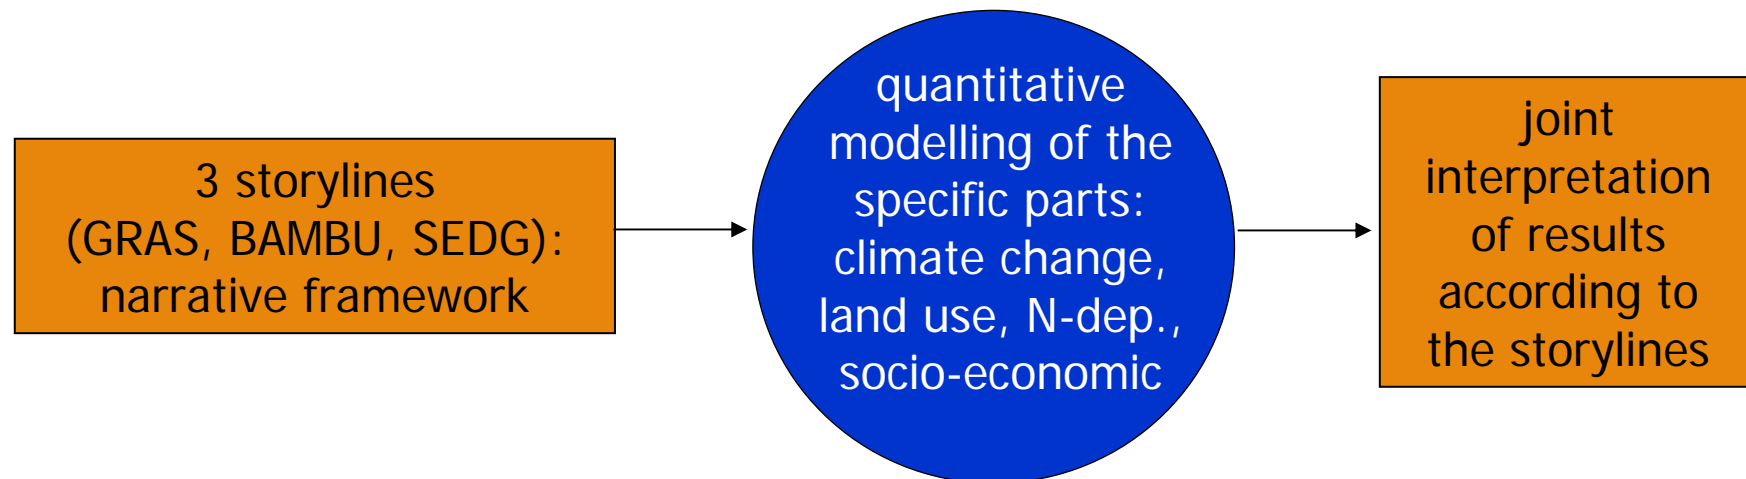 3 storylines
(GRAS, BAMBU, SEDG):
narrative framework
quantitative
modelling of the
specific parts:
climate change,
land use, N-dep.,
socio-economic
joint
interpretation
of results
according to
the storylines